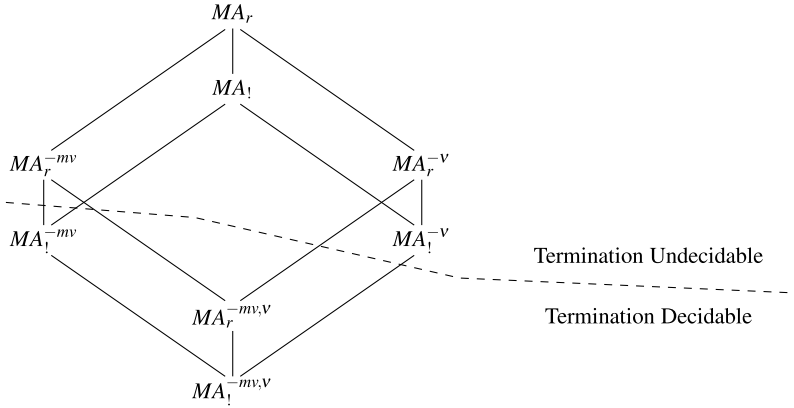 MA_r
MA_!
MA_r^{-mv}
MA_r^{-ν}
MA_!^{-mv}
MA_!^{-ν}
Termination Undecidable
MA_r^{-mv,ν}
Termination Decidable
MA_!^{-mv,ν}